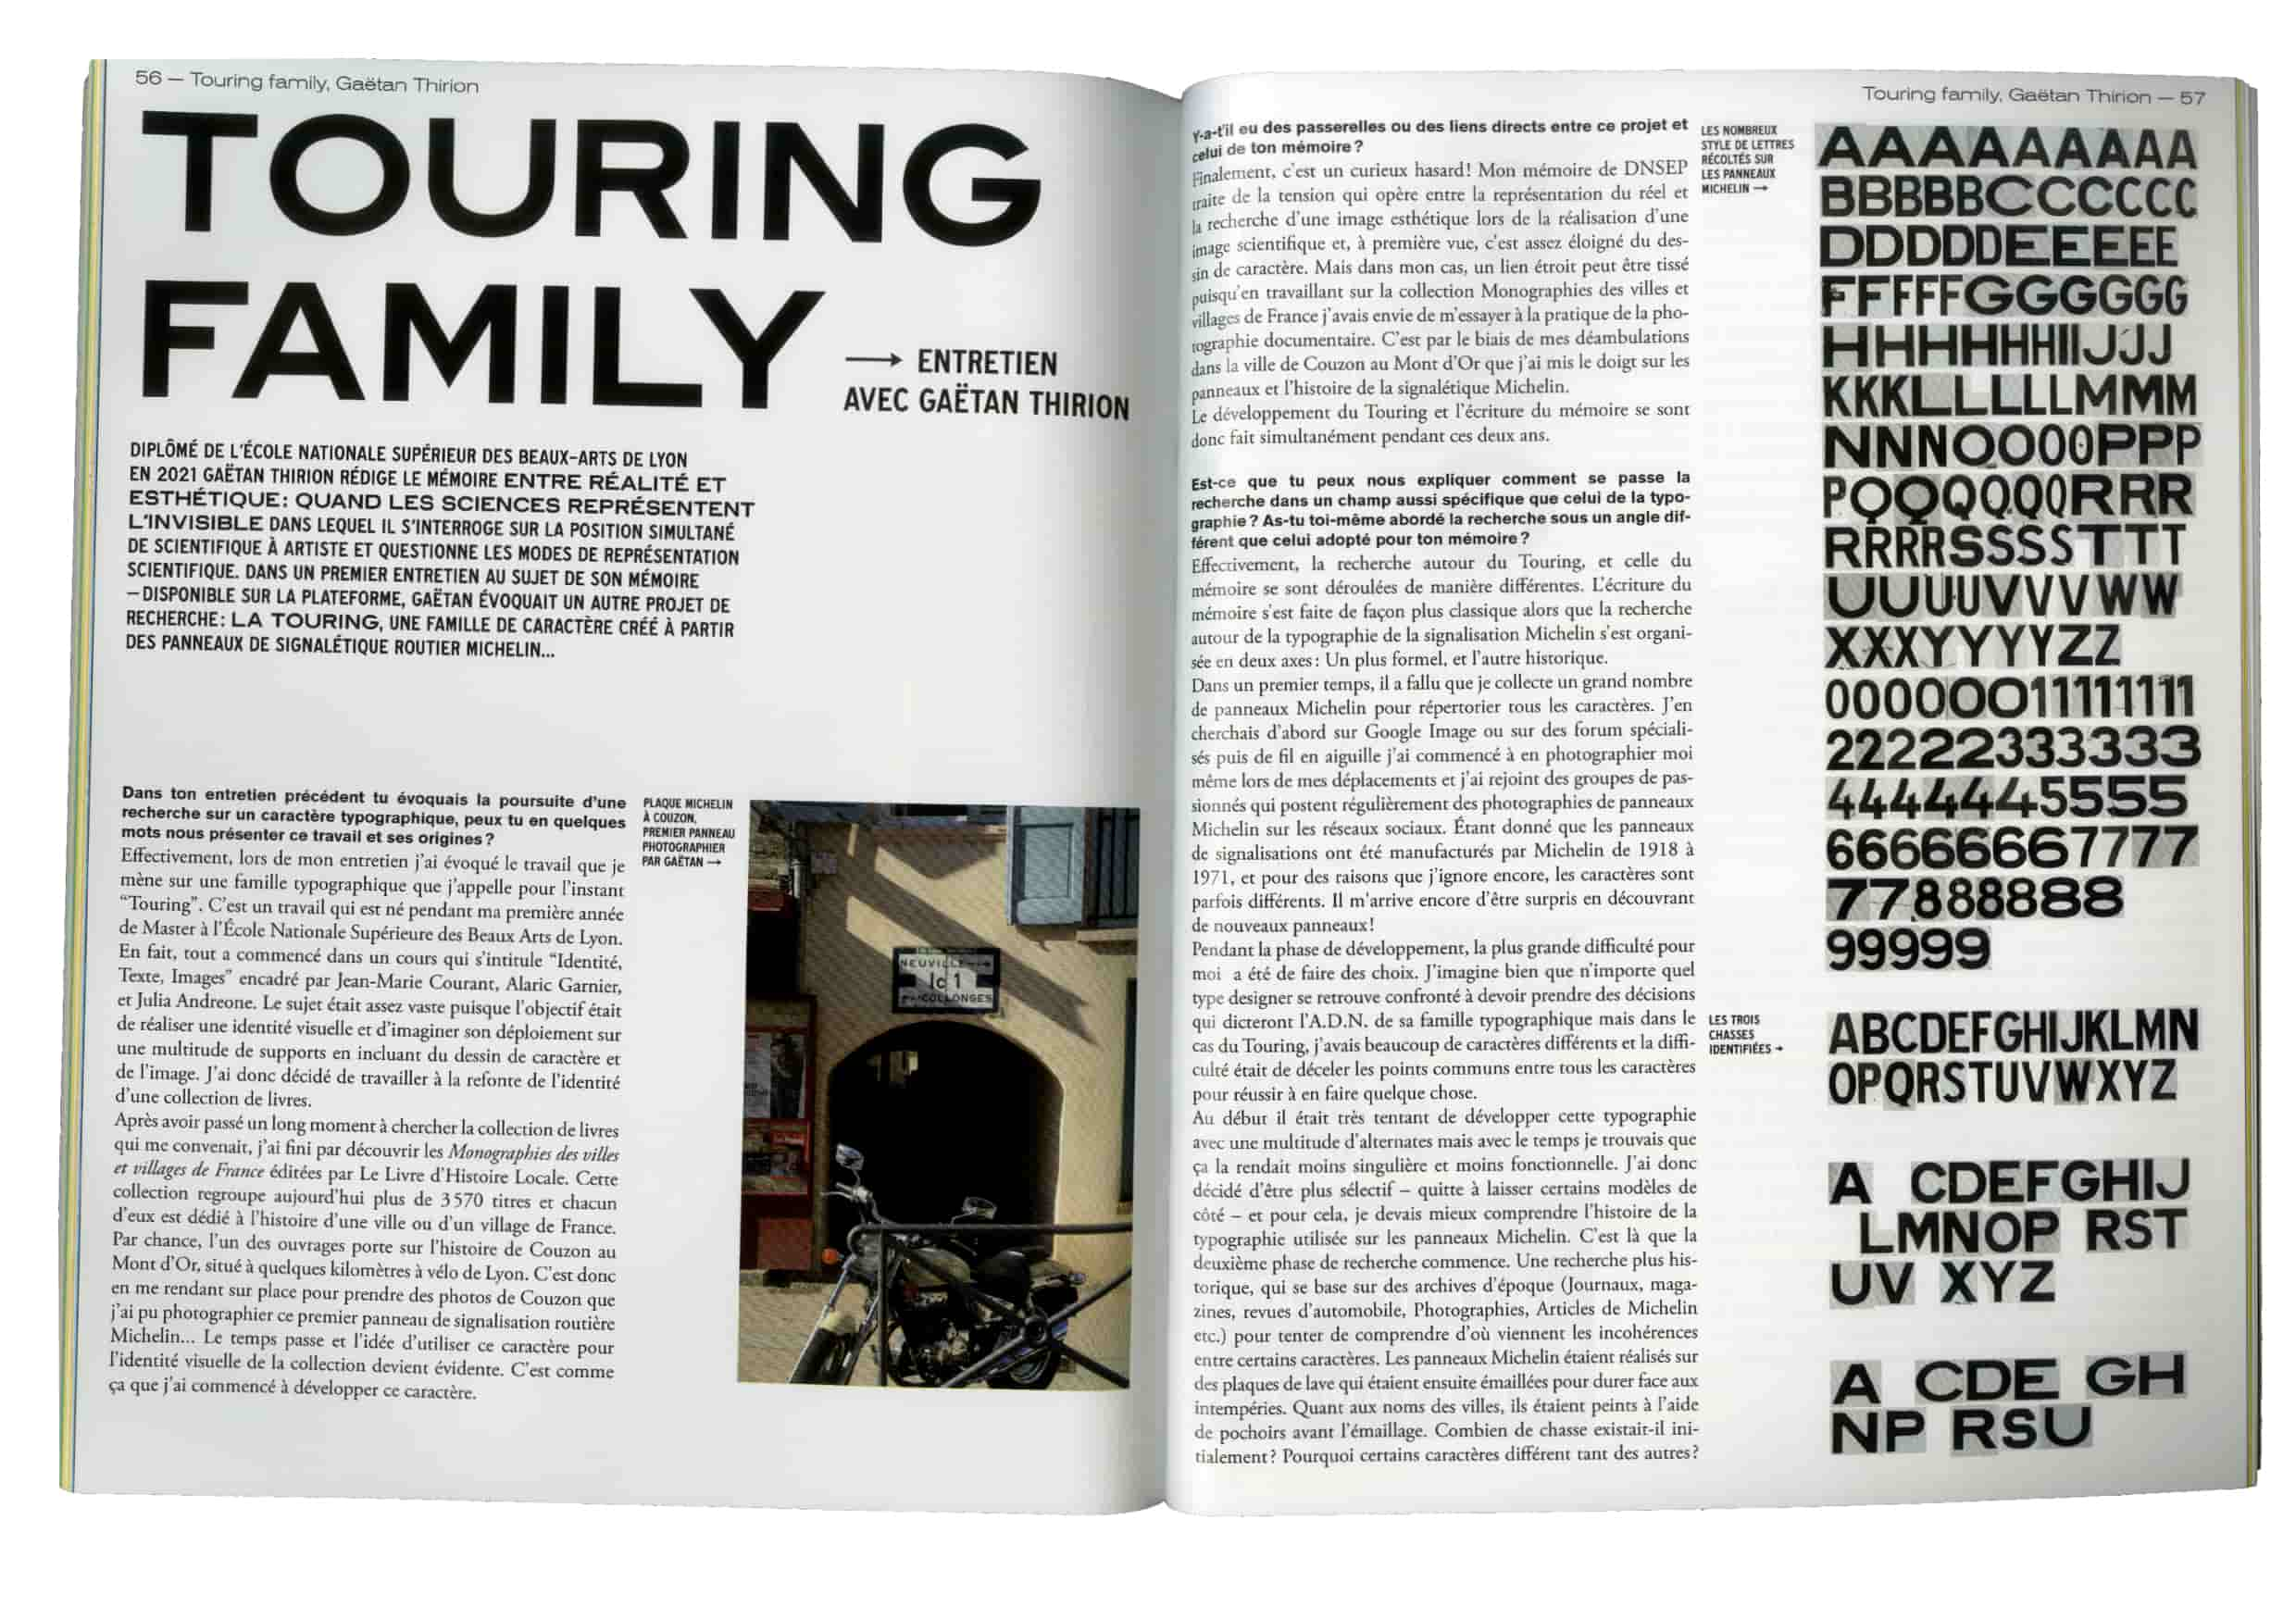 56 — Touring family, Gaëtan Thirion
TOURING
FAMILY
⟶ ENTRETIEN
AVEC GAËTAN THIRION
DIPLÔMÉ DE L'ÉCOLE NATIONALE SUPÉRIEUR DES BEAUX-ARTS DE LYON
EN 2021 GAËTAN THIRION RÉDIGE LE MÉMOIRE ENTRE RÉALITÉ ET
ESTHÉTIQUE: QUAND LES SCIENCES REPRÉSENTENT
L'INVISIBLE DANS LEQUEL IL S'INTERROGE SUR LA POSITION SIMULTANÉ
DE SCIENTIFIQUE À ARTISTE ET QUESTIONNE LES MODES DE REPRÉSENTATION
SCIENTIFIQUE. DANS UN PREMIER ENTRETIEN AU SUJET DE SON MÉMOIRE
—DISPONIBLE SUR LA PLATEFORME, GAËTAN ÉVOQUAIT UN AUTRE PROJET DE
RECHERCHE: LA TOURING, UNE FAMILLE DE CARACTÈRE CRÉÉ À PARTIR
DES PANNEAUX DE SIGNALÉTIQUE ROUTIER MICHELIN...
Dans ton entretien précédent tu évoquais la poursuite d'une
recherche sur un caractère typographique, peux tu en quelques
mots nous présenter ce travail et ses origines ?
Effectivement, lors de mon entretien j'ai évoqué le travail que je
mène sur une famille typographique que j'appelle pour l'instant
“Touring”. C'est un travail qui est né pendant ma première année
de Master à l'École Nationale Supérieure des Beaux Arts de Lyon.
En fait, tout a commencé dans un cours qui s'intitule “Identité,
Texte, Images” encadré par Jean-Marie Courant, Alaric Garnier,
et Julia Andreone. Le sujet était assez vaste puisque l'objectif était
de réaliser une identité visuelle et d'imaginer son déploiement sur
une multitude de supports en incluant du dessin de caractère et
de l'image. J'ai donc décidé de travailler à la refonte de l'identité
d'une collection de livres.
Après avoir passé un long moment à chercher la collection de livres
qui me convenait, j'ai fini par découvrir les Monographies des villes
et villages de France éditées par Le Livre d'Histoire Locale. Cette
collection regroupe aujourd'hui plus de 3570 titres et chacun
d'eux est dédié à l'histoire d'une ville ou d'un village de France.
Par chance, l'un des ouvrages porte sur l'histoire de Couzon au
Mont d'Or, situé à quelques kilomètres à vélo de Lyon. C'est donc
en me rendant sur place pour prendre des photos de Couzon que
j'ai pu photographier ce premier panneau de signalisation routière
Michelin... Le temps passe et l'idée d'utiliser ce caractère pour
l'identité visuelle de la collection devient évidente. C'est comme
ça que j'ai commencé à développer ce caractère.
PLAQUE MICHELIN
À COUZON,
PREMIER PANNEAU
PHOTOGRAPHIER
PAR GAËTAN →
NEUVILLE
Ic 1
COLLONGES
Touring family, Gaëtan Thirion — 57
Y-a-t'il eu des passerelles ou des liens directs entre ce projet et
celui de ton mémoire ?
Finalement, c'est un curieux hasard! Mon mémoire de DNSEP
traite de la tension qui opère entre la représentation du réel et
la recherche d'une image esthétique lors de la réalisation d'une
image scientifique et, à première vue, c'est assez éloigné du des-
sin de caractère. Mais dans mon cas, un lien étroit peut être tissé
puisqu'en travaillant sur la collection Monographies des villes et
villages de France j'avais envie de m'essayer à la pratique de la pho-
tographie documentaire. C'est par le biais de mes déambulations
dans la ville de Couzon au Mont d'Or que j'ai mis le doigt sur les
panneaux et l'histoire de la signalétique Michelin.
Le développement du Touring et l'écriture du mémoire se sont
donc fait simultanément pendant ces deux ans.
Est-ce que tu peux nous expliquer comment se passe la
recherche dans un champ aussi spécifique que celui de la typo-
graphie ? As-tu toi-même abordé la recherche sous un angle dif-
férent que celui adopté pour ton mémoire ?
Effectivement, la recherche autour du Touring, et celle du
mémoire se sont déroulées de manière différentes. L'écriture du
mémoire s'est faite de façon plus classique alors que la recherche
autour de la typographie de la signalisation Michelin s'est organi-
sée en deux axes: Un plus formel, et l'autre historique.
Dans un premier temps, il a fallu que je collecte un grand nombre
de panneaux Michelin pour répertorier tous les caractères. J'en
cherchais d'abord sur Google Image ou sur des forum spéciali-
sés puis de fil en aiguille j'ai commencé à en photographier moi
même lors de mes déplacements et j'ai rejoint des groupes de pas-
sionnés qui postent régulièrement des photographies de panneaux
Michelin sur les réseaux sociaux. Étant donné que les panneaux
de signalisations ont été manufacturés par Michelin de 1918 à
1971, et pour des raisons que j'ignore encore, les caractères sont
parfois différents. Il m'arrive encore d'être surpris en découvrant
de nouveaux panneaux!
Pendant la phase de développement, la plus grande difficulté pour
moi a été de faire des choix. J'imagine bien que n'importe quel
type designer se retrouve confronté à devoir prendre des décisions
qui dicteront l'A.D.N. de sa famille typographique mais dans le
cas du Touring, j'avais beaucoup de caractères différents et la diffi-
culté était de déceler les points communs entre tous les caractères
pour réussir à en faire quelque chose.
Au début il était très tentant de développer cette typographie
avec une multitude d'alternates mais avec le temps je trouvais que
ça la rendait moins singulière et moins fonctionnelle. J'ai donc
décidé d'être plus sélectif – quitte à laisser certains modèles de
côté – et pour cela, je devais mieux comprendre l'histoire de la
typographie utilisée sur les panneaux Michelin. C'est là que la
deuxième phase de recherche commence. Une recherche plus his-
torique, qui se base sur des archives d'époque (Journaux, maga-
zines, revues d'automobile, Photographies, Articles de Michelin
etc.) pour tenter de comprendre d'où viennent les incohérences
entre certains caractères. Les panneaux Michelin étaient réalisés sur
des plaques de lave qui étaient ensuite émaillées pour durer face aux
intempéries. Quant aux noms des villes, ils étaient peints à l'aide
de pochoirs avant l'émaillage. Combien de chasse existait-il ini-
tialement ? Pourquoi certains caractères différent tant des autres ?
LES NOMBREUX
STYLE DE LETTRES
RÉCOLTÉS SUR
LES PANNEAUX
MICHELIN →
AAAAAAAAAA
BBBBBCCCCCC
DDDDDEEEEE
FFFFFGGGGGG
HHHHHHIIJJJ
KKKLLLLLMMM
NNNOOOOPPP
PQQQQQQRRR
RRRRSSSSTTT
UUUUVVVWW
XXXYYYYZZ
00000011111111
222223333333
44444445555
666666667777
77888888
99999
LES TROIS
CHASSES
IDENTIFIÉES →
ABCDEFGHIJKLMN
OPQRSTUVWXYZ
A CDEFGHIJ
LMNOP RST
UV XYZ
A CDE GH
NP RSU